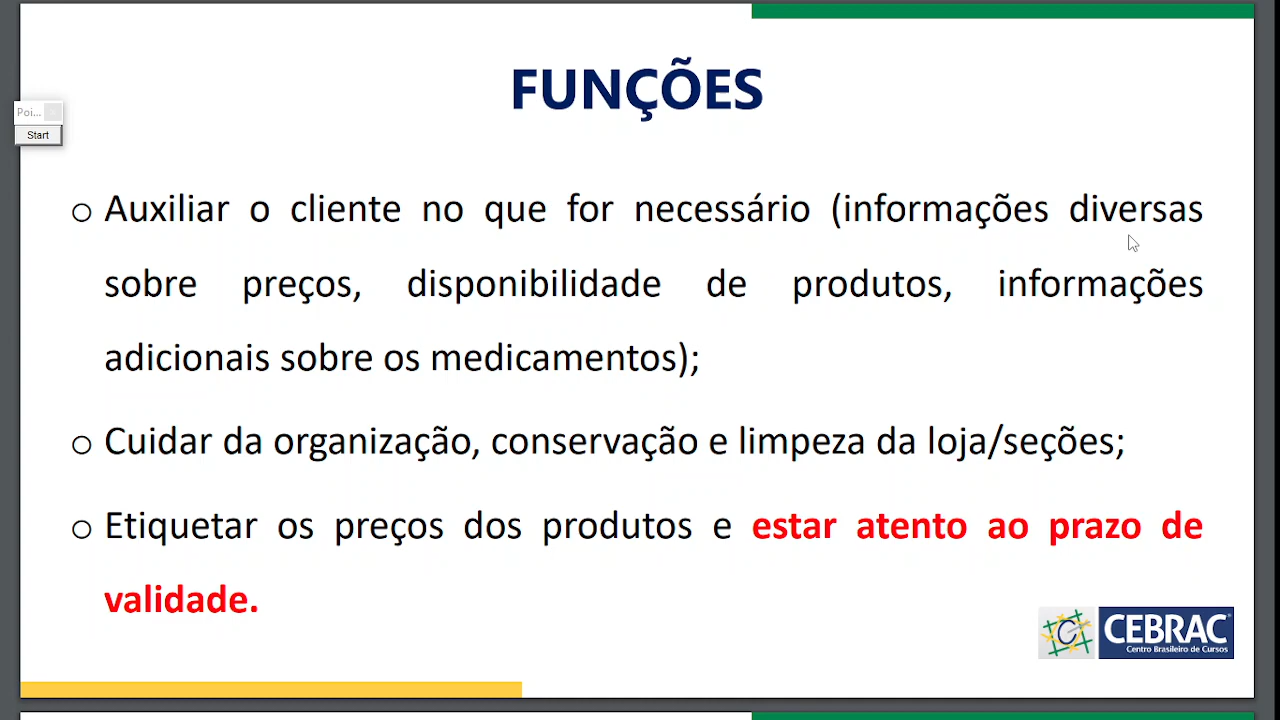 FUNÇÕES
Poi...
Start
o Auxiliar o cliente no que for necessário (informações diversas
sobre preços, disponibilidade de produtos, informações
adicionais sobre os medicamentos);
o Cuidar da organização, conservação e limpeza da loja/seções;
o Etiquetar os preços dos produtos e estar atento ao prazo de
validade.
CEBRAC
Centro Brasileiro de Cursos